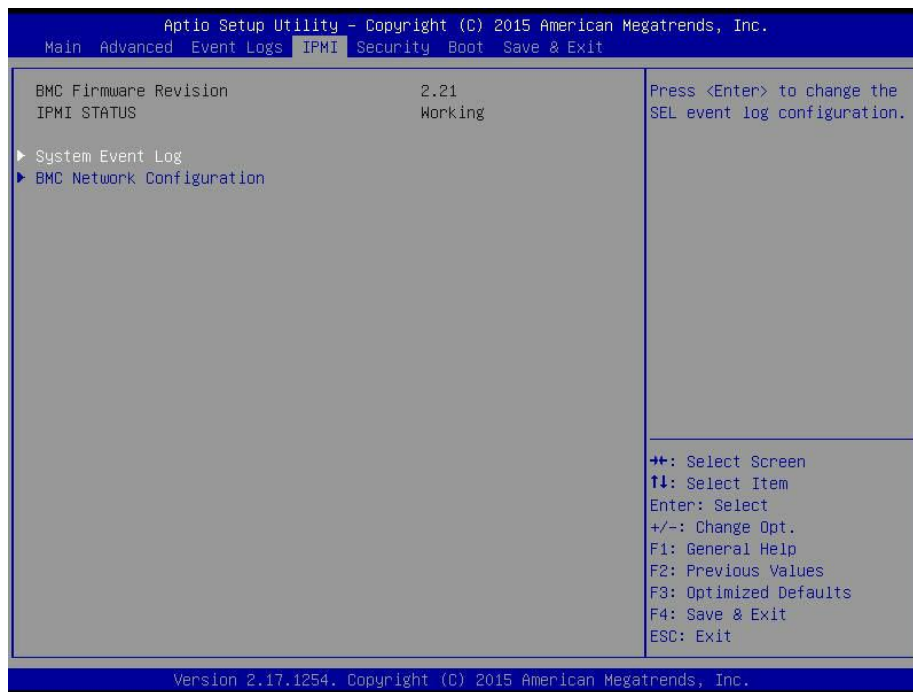 Aptio Setup Utility – Copyright (C) 2015 American Megatrends, Inc.
Main Advanced Event Logs IPMI Security Boot Save & Exit
BMC Firmware Revision 2.21
IPMI STATUS Working
System Event Log
BMC Network Configuration
Press <Enter> to change the
SEL event log configuration.
→←: Select Screen
↑↓: Select Item
Enter: Select
+/-: Change Opt.
F1: General Help
F2: Previous Values
F3: Optimized Defaults
F4: Save & Exit
ESC: Exit
Version 2.17.1254. Copyright (C) 2015 American Megatrends, Inc.